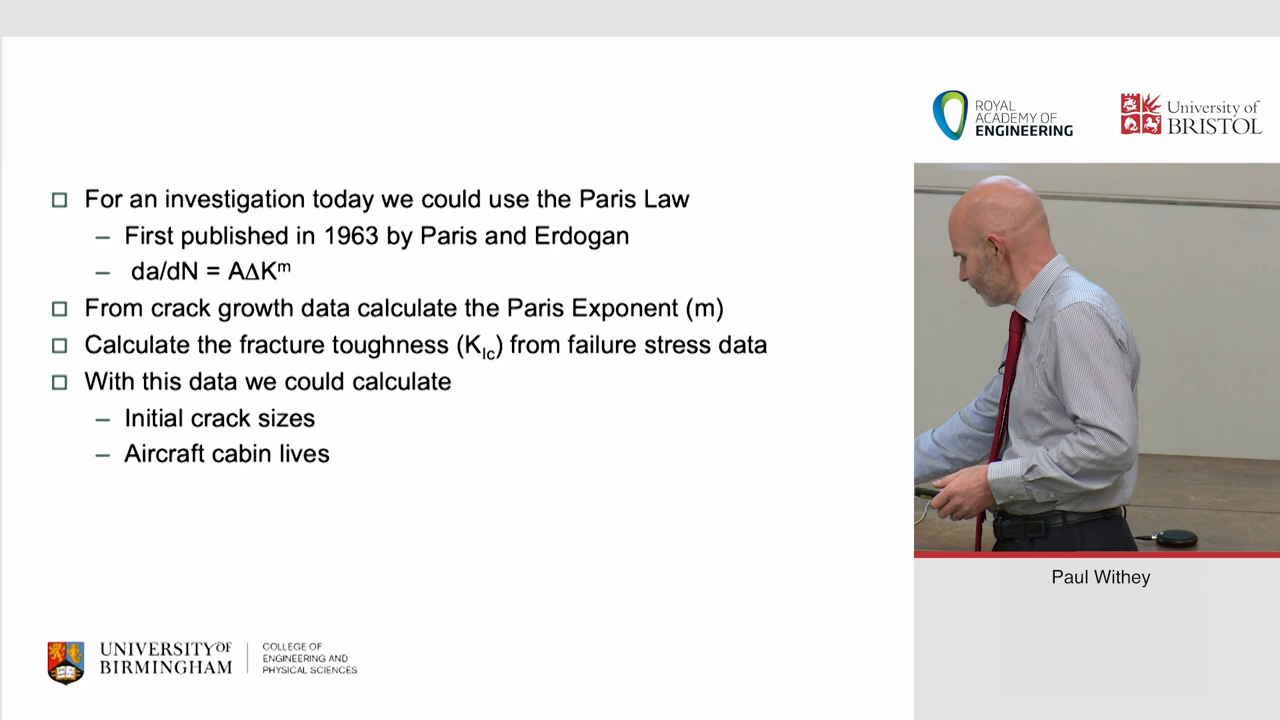 ROYAL
ACADEMY OF
ENGINEERING
University of
BRISTOL
□ For an investigation today we could use the Paris Law
– First published in 1963 by Paris and Erdogan
– da/dN = AΔKᵐ
□ From crack growth data calculate the Paris Exponent (m)
□ Calculate the fracture toughness (KIc) from failure stress data
□ With this data we could calculate
– Initial crack sizes
– Aircraft cabin lives
Paul Withey
UNIVERSITY OF
BIRMINGHAM
COLLEGE OF
ENGINEERING AND
PHYSICAL SCIENCES